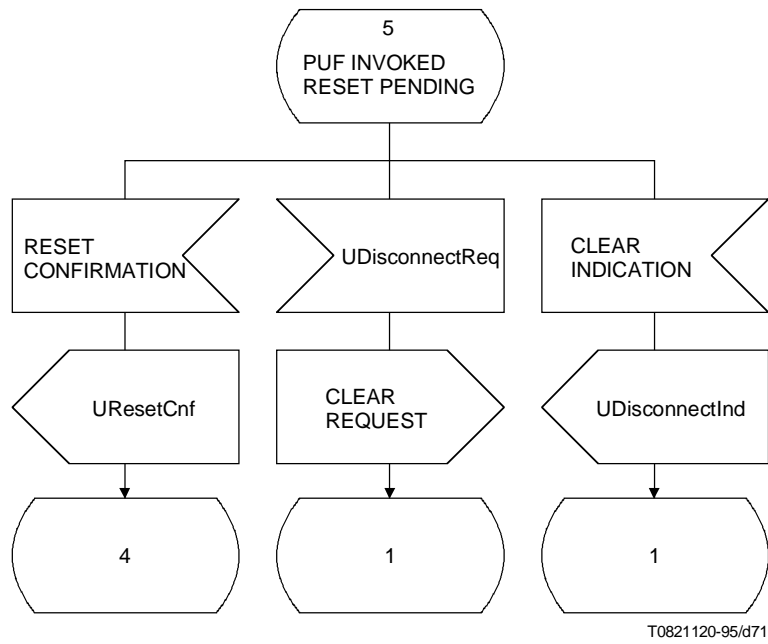 5
PUF INVOKED
RESET PENDING
RESET
CONFIRMATION
UDisconnectReq
CLEAR
INDICATION
UResetCnf
CLEAR
REQUEST
UDisconnectInd
4
1
1
T0821120-95/d71